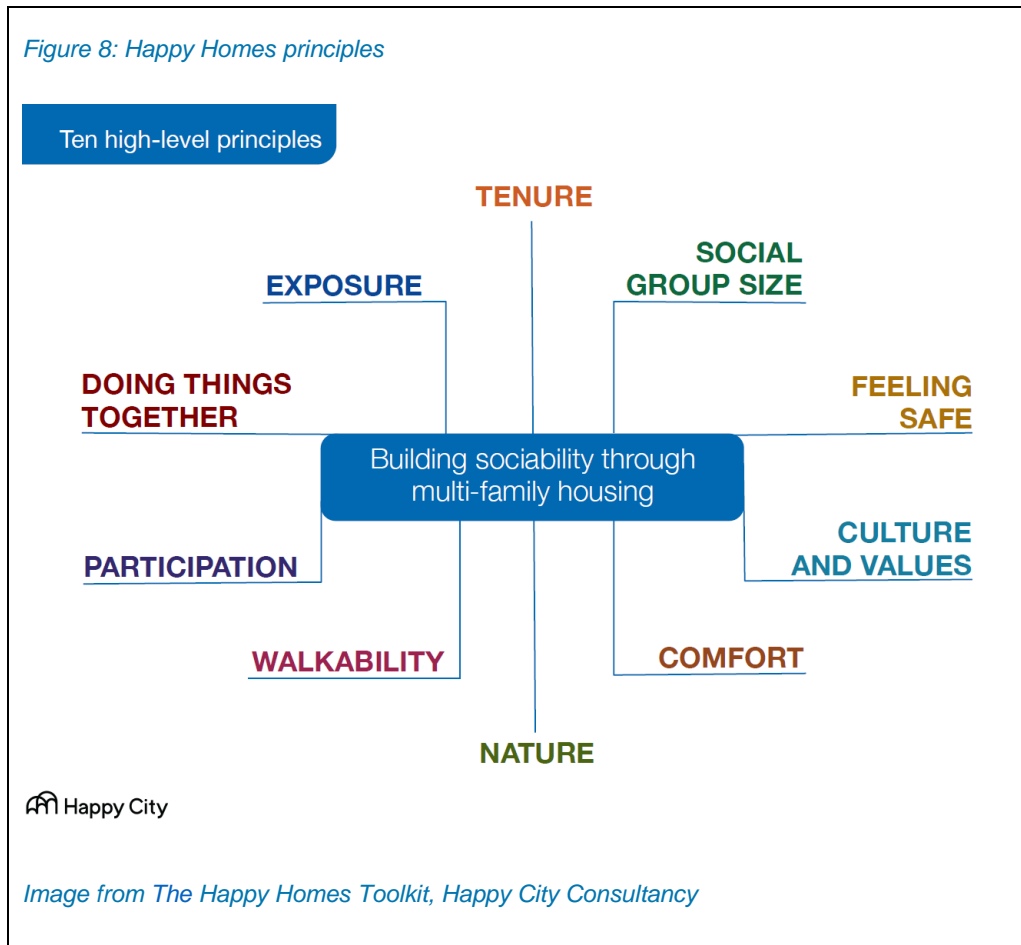 Figure 8: Happy Homes principles
Ten high-level principles
TENURE
SOCIAL
GROUP SIZE
EXPOSURE
DOING THINGS
TOGETHER
FEELING
SAFE
Building sociability through
multi-family housing
CULTURE
AND VALUES
PARTICIPATION
WALKABILITY
COMFORT
NATURE
Happy City
Image from The Happy Homes Toolkit, Happy City Consultancy